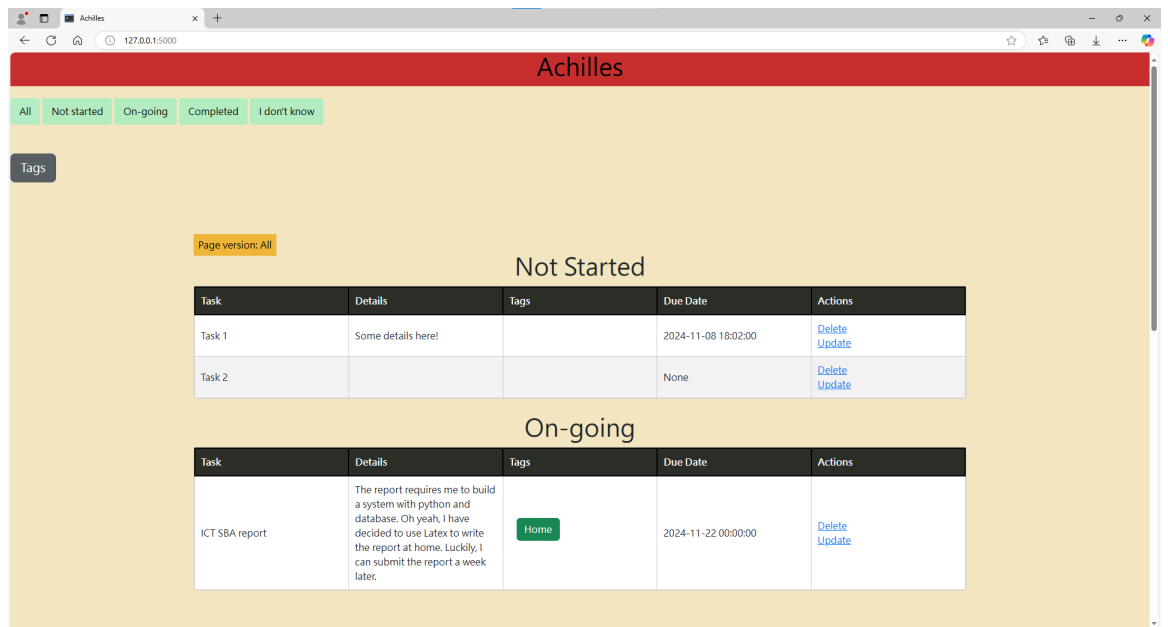 Achilles
127.0.0.1:5000
Achilles
All Not started On-going Completed I don't know
Tags
Page version: All
Not Started
Task Details Tags Due Date Actions
Task 1 Some details here! 2024-11-08 18:02:00 Delete
Update
Task 2 None Delete
Update
On-going
Task Details Tags Due Date Actions
ICT SBA report
The report requires me to build
a system with python and
database. Oh yeah, I have
decided to use Latex to write
the report at home. Luckily, I
can submit the report a week
later.
Home
2024-11-22 00:00:00
Delete
Update